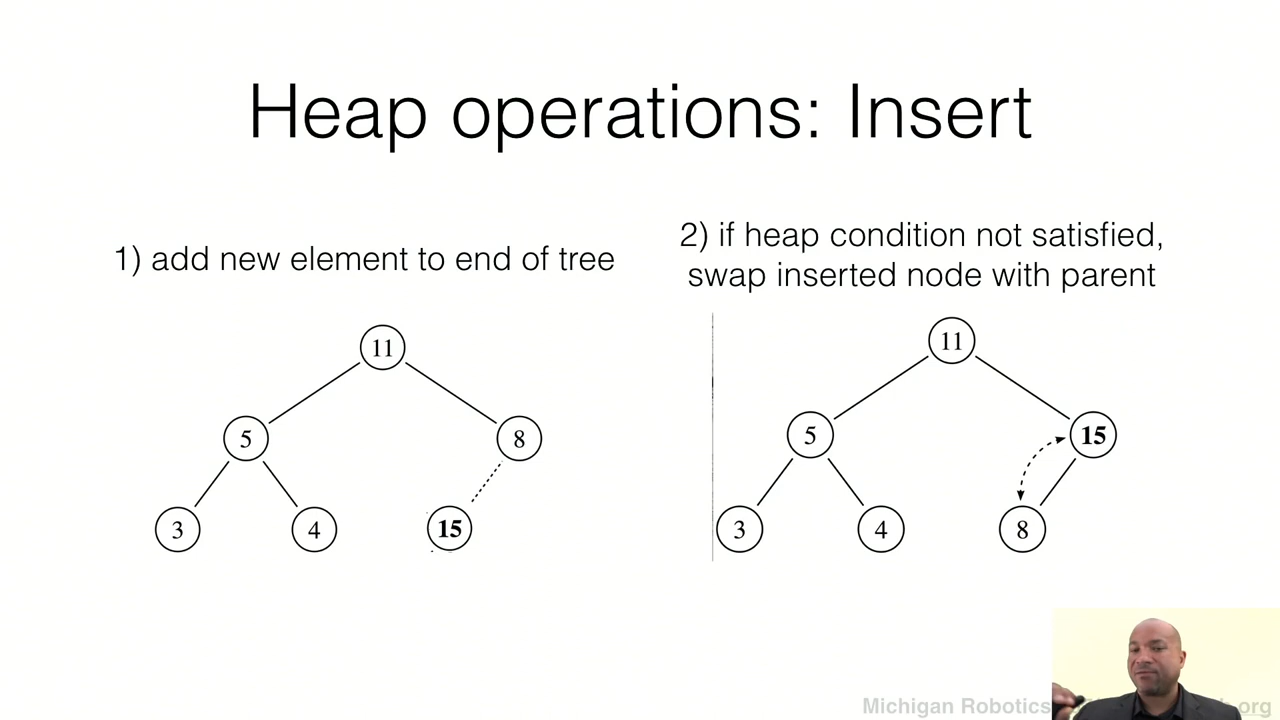 Heap operations: Insert
1) add new element to end of tree
11
5
8
3
4
15
2) if heap condition not satisfied,
swap inserted node with parent
11
5
15
3
4
8
Michigan Robotics
org